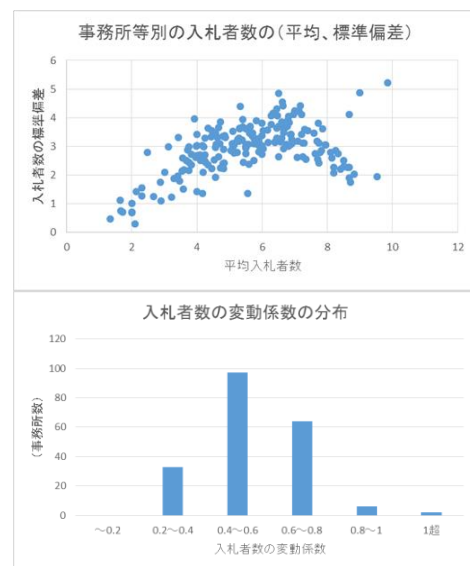 事務所等別の入札者数の(平均、標準偏差)
入札者数の標準偏差
6
5
4
3
2
1
0
0 2 4 6 8 10 12
平均入札者数
入札者数の変動係数の分布
(事務所数)
120
100
80
60
40
20
0
～0.2 0.2～0.4 0.4～0.6 0.6～0.8 0.8～1 1超
入札者数の変動係数